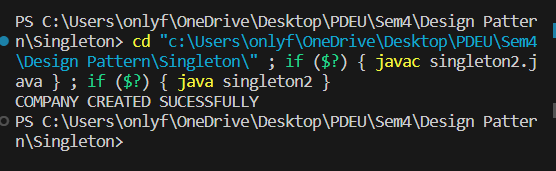 PS C:\Users\onlyf\OneDrive\Desktop\PDEU\Sem4\Design Patter
n\Singleton> cd "c:\Users\onlyf\OneDrive\Desktop\PDEU\Sem4
\Design Pattern\Singleton\" ; if ($?) { javac singleton2.j
ava } ; if ($?) { java singleton2 }
COMPANY CREATED SUCESSFULLY
PS C:\Users\onlyf\OneDrive\Desktop\PDEU\Sem4\Design Patter
n\Singleton>